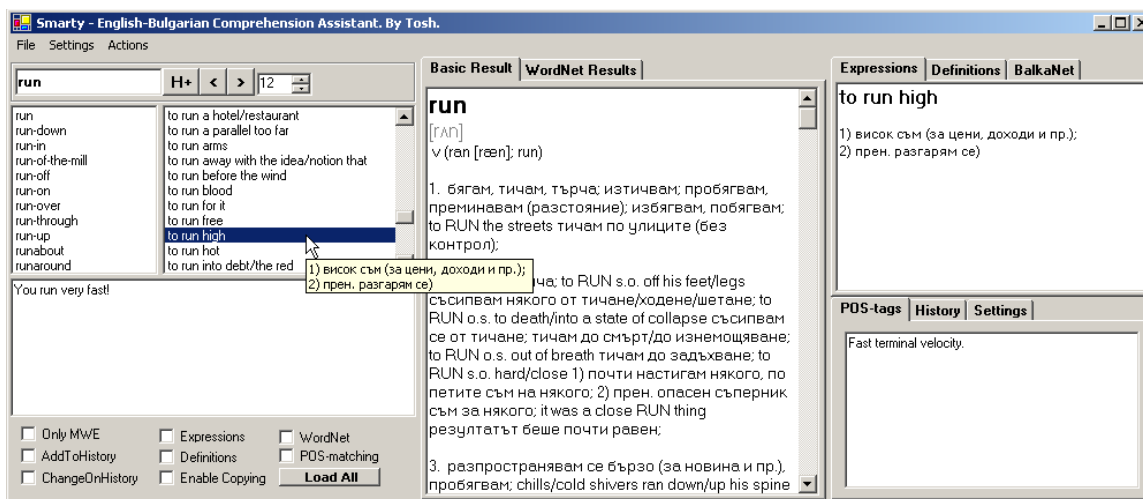 Smarty - English-Bulgarian Comprehension Assistant. By Tosh.
File Settings Actions
run
H+ < > 12
run
run-down
run-in
run-of-the-mill
run-off
run-on
run-over
run-through
run-up
runabout
runaround
to run a hotel/restaurant
to run a parallel too far
to run arms
to run away with the idea/notion that
to run before the wind
to run blood
to run for it
to run free
to run high
to run hot
to run into debt/the red
1) висок съм (за цени, доходи и пр.);
2) прен. разгарям се)
You run very fast!
Only MWE
AddToHistory
ChangeOnHistory
Expressions
Definitions
Enable Copying
WordNet
POS-matching
Load All
Basic Result WordNet Results
run
[rʌn]
v (ran [ræn]; run)
1. бягам, тичам, търча; изтичвам; пробягвам,
преминавам (разстояние); избягвам, побягвам;
to RUN the streets тичам по улиците (без
контрол);
to RUN s.o. off his feet/legs
съсипвам някого от тичане/ходене/шетане; to
RUN o.s. to death/into a state of collapse съсипвам
се от тичане; тичам до смърт/до изнемощяване;
to RUN o.s. out of breath тичам до задъхване; to
RUN s.o. hard/close 1) почти настигам някого, по
петите съм на някого; 2) прен. опасен съперник
съм за някого; it was a close RUN thing
резултатът беше почти равен;
3. разпространявам се бързо (за новина и пр.),
пробягвам; chills/cold shivers ran down/up his spine
Expressions Definitions BalkaNet
to run high
1) висок съм (за цени, доходи и пр.);
2) прен. разгарям се)
POS-tags History Settings
Fast terminal velocity.